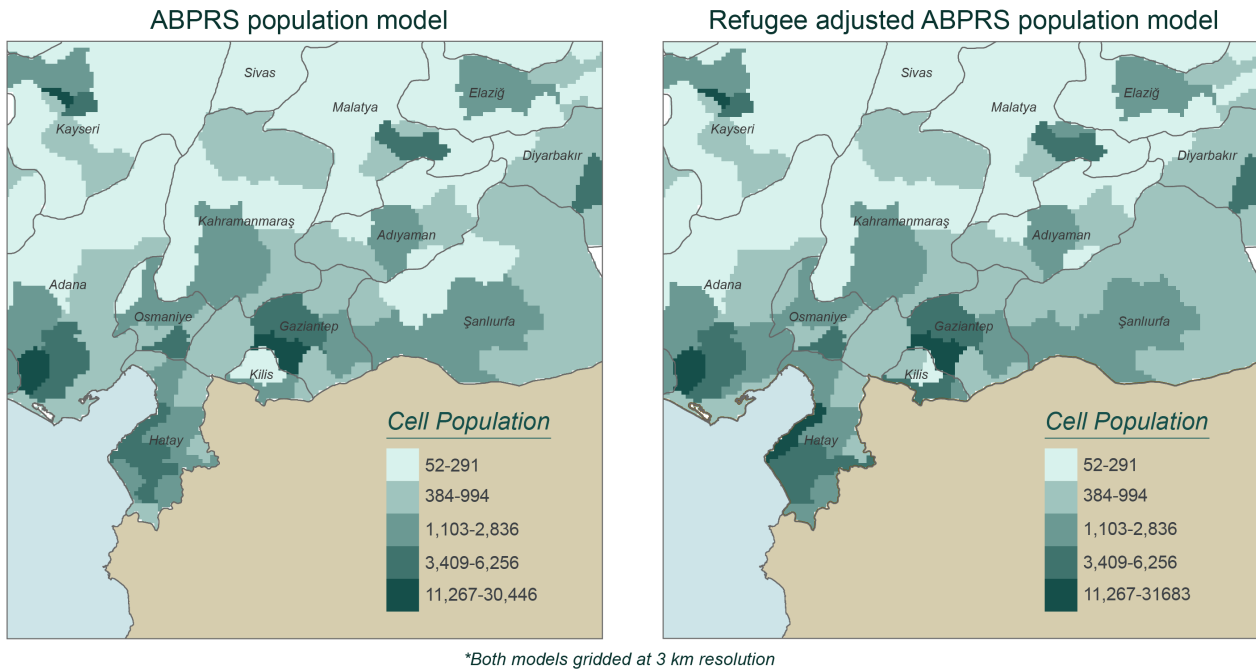 ABPRS population model
Refugee adjusted ABPRS population model
Sivas
Malatya
Elaziğ
Kayseri
Diyarbakır
Kahramanmaraş
Adıyaman
Adana
Osmaniye
Gaziantep
Şanlıurfa
Kilis
Hatay
Cell Population
52-291
384-994
1,103-2,836
3,409-6,256
11,267-30,446
Sivas
Malatya
Elaziğ
Kayseri
Diyarbakır
Kahramanmaraş
Adıyaman
Adana
Osmaniye
Gaziantep
Şanlıurfa
Kilis
Hatay
Cell Population
52-291
384-994
1,103-2,836
3,409-6,256
11,267-31683
*Both models gridded at 3 km resolution